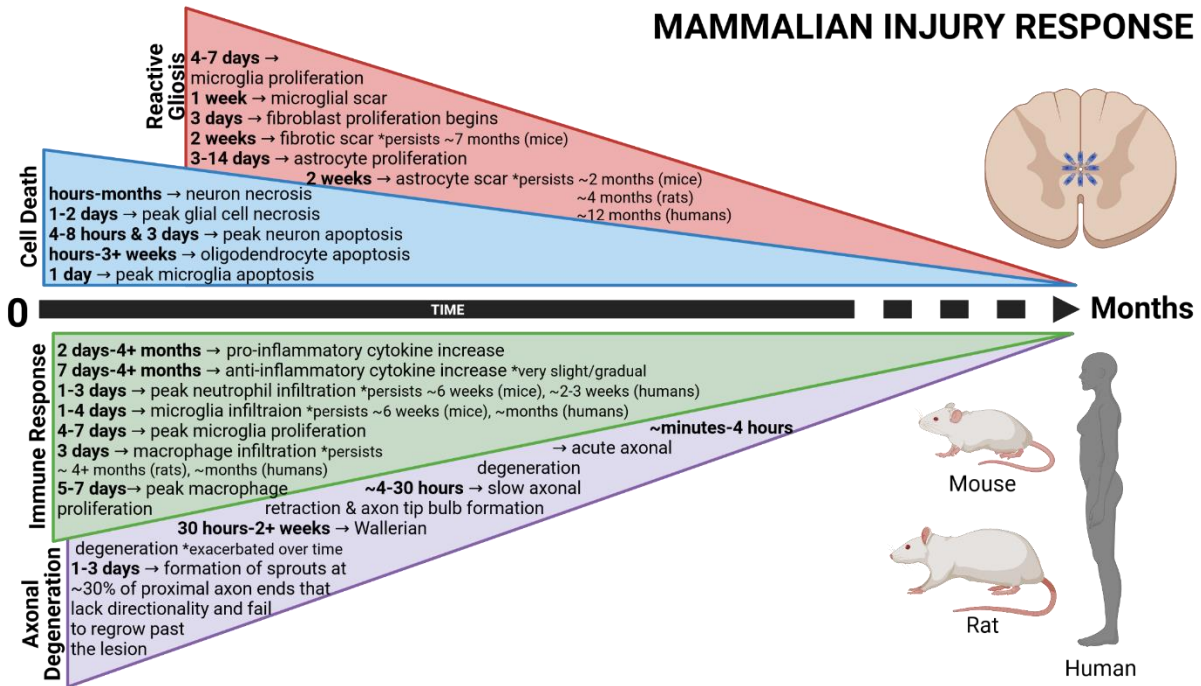 MAMMALIAN INJURY RESPONSE
Reactive
Gliosis
4-7 days →
microglia proliferation
1 week → microglial scar
3 days → fibroblast proliferation begins
2 weeks → fibrotic scar *persists ~7 months (mice)
3-14 days → astrocyte proliferation
2 weeks → astrocyte scar *persists ~2 months (mice)
~4 months (rats)
~12 months (humans)
Cell Death
hours-months → neuron necrosis
1-2 days → peak glial cell necrosis
4-8 hours & 3 days → peak neuron apoptosis
hours-3+ weeks → oligodendrocyte apoptosis
1 day → peak microglia apoptosis
0
TIME
Months
Immune Response
2 days-4+ months → pro-inflammatory cytokine increase
7 days-4+ months → anti-inflammatory cytokine increase *very slight/gradual
1-3 days → peak neutrophil infiltration *persists ~6 weeks (mice), ~2-3 weeks (humans)
1-4 days → microglia infiltraion *persists ~6 weeks (mice), ~months (humans)
4-7 days → peak microglia proliferation
3 days → macrophage infiltration *persists
~ 4+ months (rats), ~months (humans)
5-7 days→ peak macrophage
proliferation
Axonal
Degeneration
~minutes-4 hours
→ acute axonal
degeneration
~4-30 hours → slow axonal
retraction & axon tip bulb formation
30 hours-2+ weeks → Wallerian
degeneration *exacerbated over time
1-3 days → formation of sprouts at
~30% of proximal axon ends that
lack directionality and fail
to regrow past
the lesion
Mouse
Rat
Human